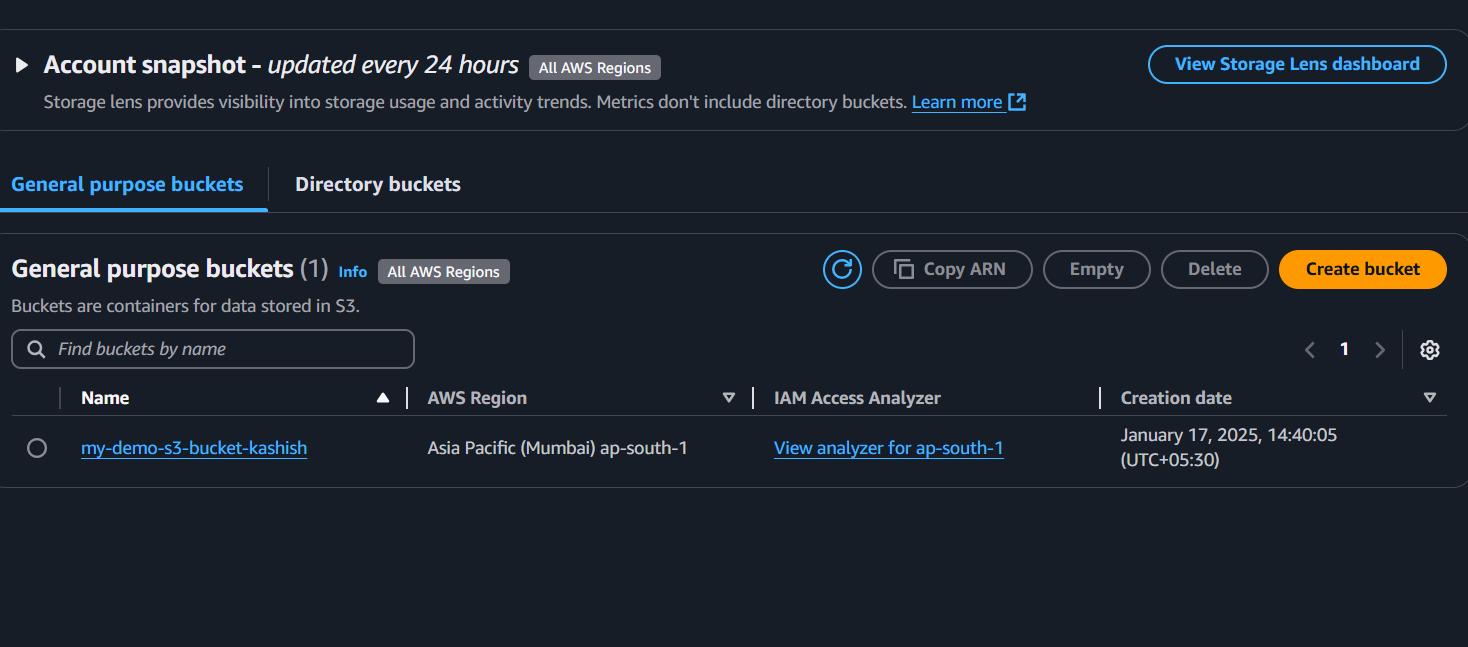 Account snapshot - updated every 24 hours All AWS Regions View Storage Lens dashboard
Storage lens provides visibility into storage usage and activity trends. Metrics don't include directory buckets. Learn more
General purpose buckets Directory buckets
General purpose buckets (1) Info All AWS Regions Copy ARN Empty Delete Create bucket
Buckets are containers for data stored in S3.
Find buckets by name 1
Name AWS Region IAM Access Analyzer Creation date
my-demo-s3-bucket-kashish Asia Pacific (Mumbai) ap-south-1 View analyzer for ap-south-1 January 17, 2025, 14:40:05
(UTC+05:30)